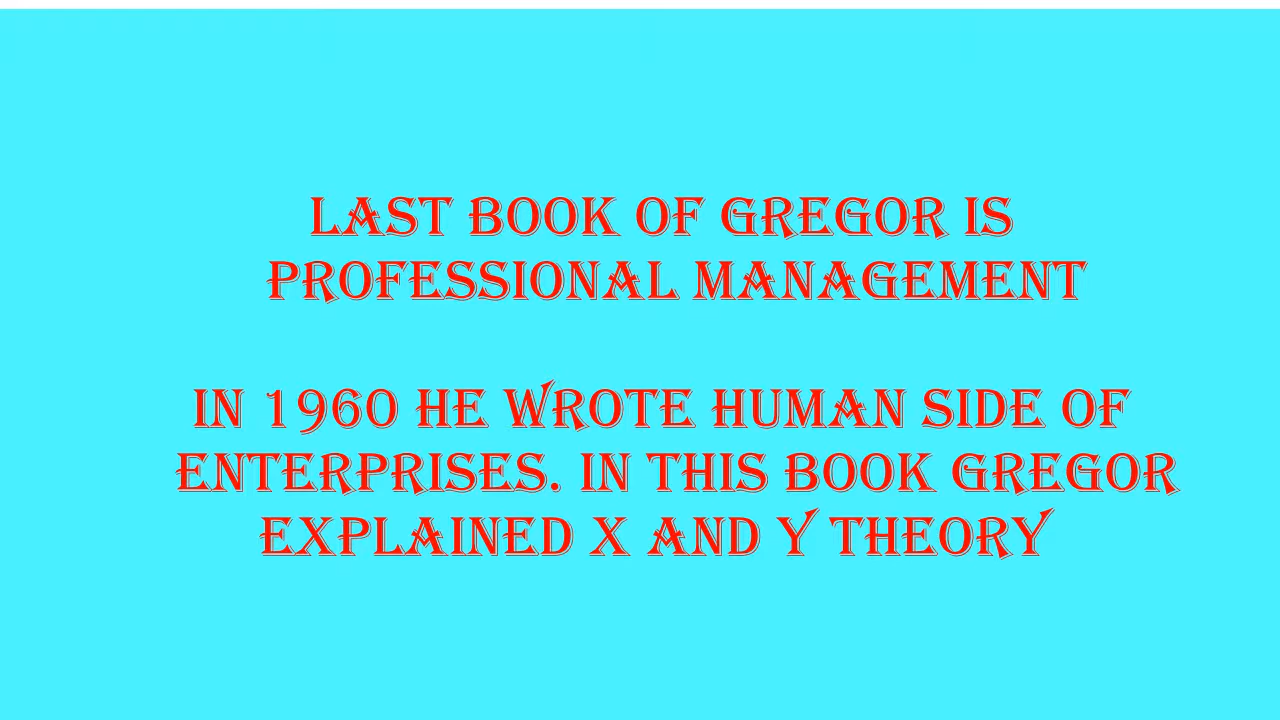 LAST BOOK OF GREGOR IS
PROFESSIONAL MANAGEMENT
IN 1960 HE WROTE HUMAN SIDE OF
ENTERPRISES. IN THIS BOOK GREGOR
EXPLAINED X AND Y THEORY